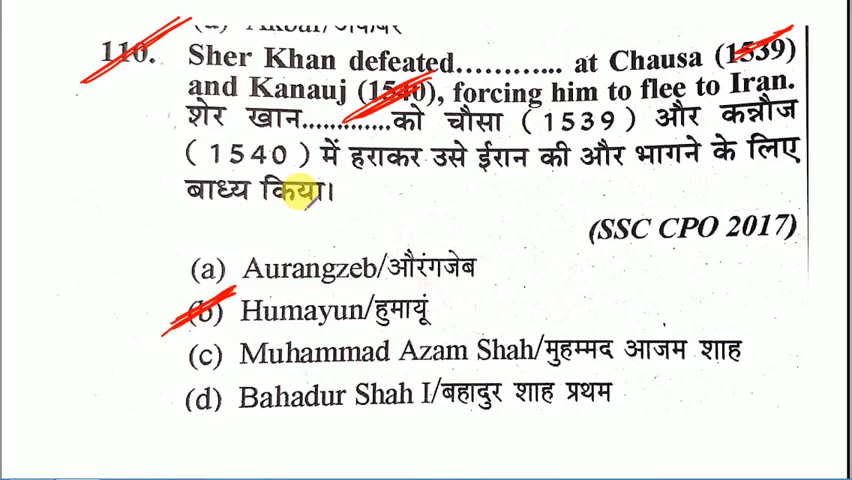 110. Sher Khan defeated............ at Chausa (1539)
and Kanauj (1540), forcing him to flee to Iran.
शेर खान.............को चौसा (1539) और कन्नौज
(1540) में हराकर उसे ईरान की और भागने के लिए
बाध्य किया।
(SSC CPO 2017)
(a) Aurangzeb/औरंगजेब
(b) Humayun/हुमायूं
(c) Muhammad Azam Shah/मुहम्मद आजम शाह
(d) Bahadur Shah I/बहादुर शाह प्रथम